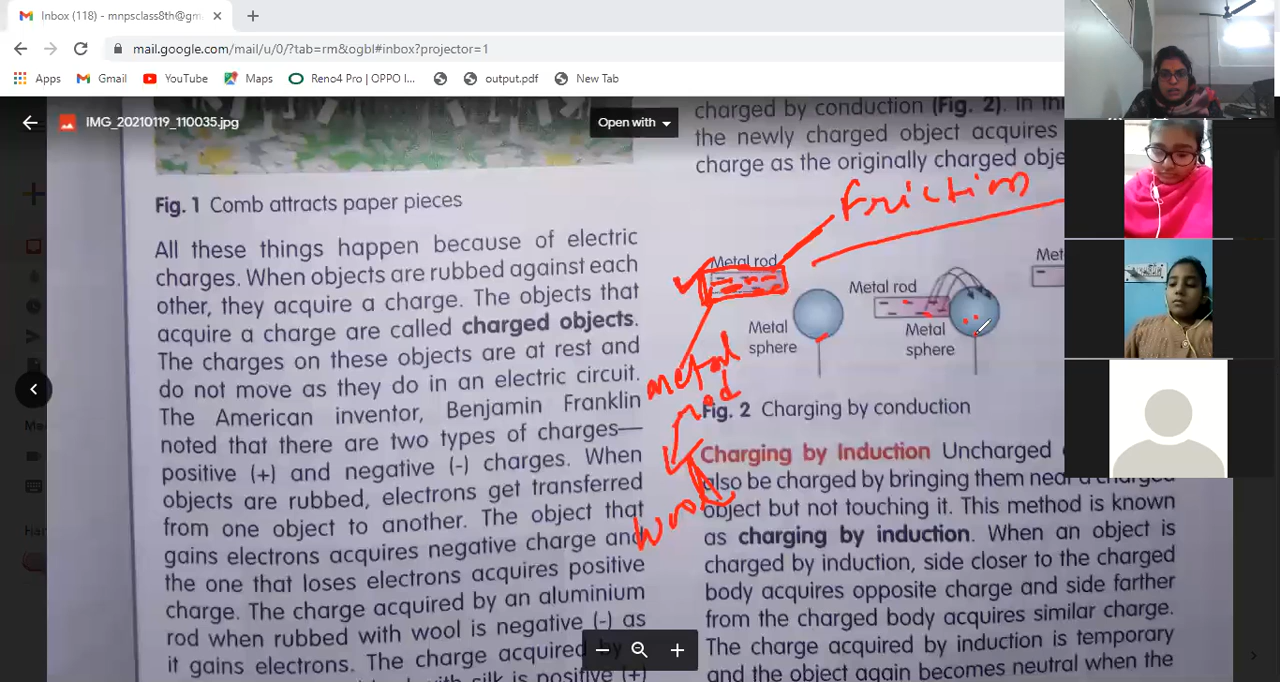 Inbox (118) - mnpsclass8th@gm
mail.google.com/mail/u/0/?tab=rm&ogbl#inbox?projector=1
Apps
Gmail
YouTube
Maps
Reno4 Pro | OPPO I...
output.pdf
New Tab
IMG_20210119_110035.jpg
Open with
Fig. 1 Comb attracts paper pieces
All these things happen because of electric
charges. When objects are rubbed against each
other, they acquire a charge. The objects that
acquire a charge are called charged objects.
The charges on these objects are at rest and
do not move as they do in an electric circuit.
The American inventor, Benjamin Franklin
noted that there are two types of charges—
positive (+) and negative (-) charges. When
objects are rubbed, electrons get transferred
from one object to another. The object that
gains electrons acquires negative charge and
the one that loses electrons acquires positive
charge. The charge acquired by an aluminium
rod when rubbed with wool is negative (-) as
it gains electrons. The charge acquired
with silk is positive (+)
charged by conduction (Fig. 2). In
the newly charged object acquires
charge as the originally charged
friction
Metal rod
Metal
sphere
Metal rod
Metal
sphere
metal
rod
wool
Fig. 2 Charging by conduction
Charging by Induction Uncharged
also be charged by bringing them near a charged
object but not touching it. This method is known
as charging by induction. When an object is
charged by induction, side closer to the charged
body acquires opposite charge and side farther
from the charged body acquires similar charge.
The charge acquired by induction is temporary
and the object again becomes neutral when the